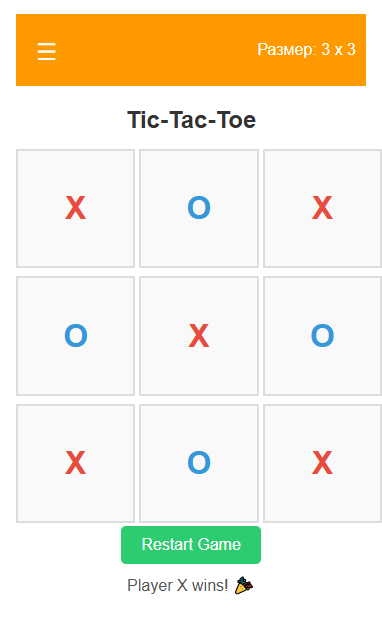 ☰ Размер: 3 x 3
Tic-Tac-Toe
X O X
O X O
X O X
Restart Game
Player X wins! 🎉